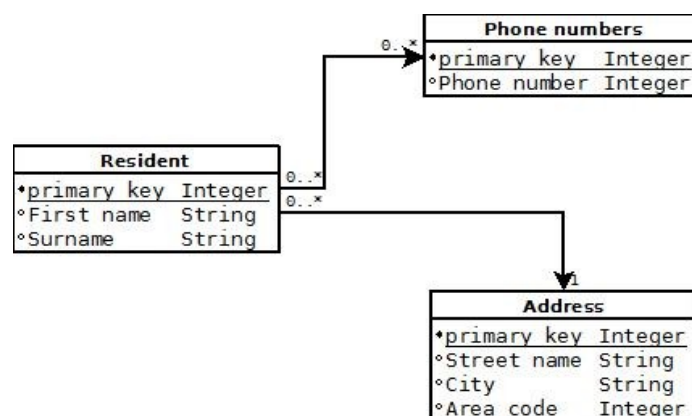 Phone numbers
0..*
primary key Integer
Phone number Integer
Resident
primary key Integer
First name String
Surname String
0..*
0..*
1
Address
primary key Integer
Street name String
City String
Area code Integer